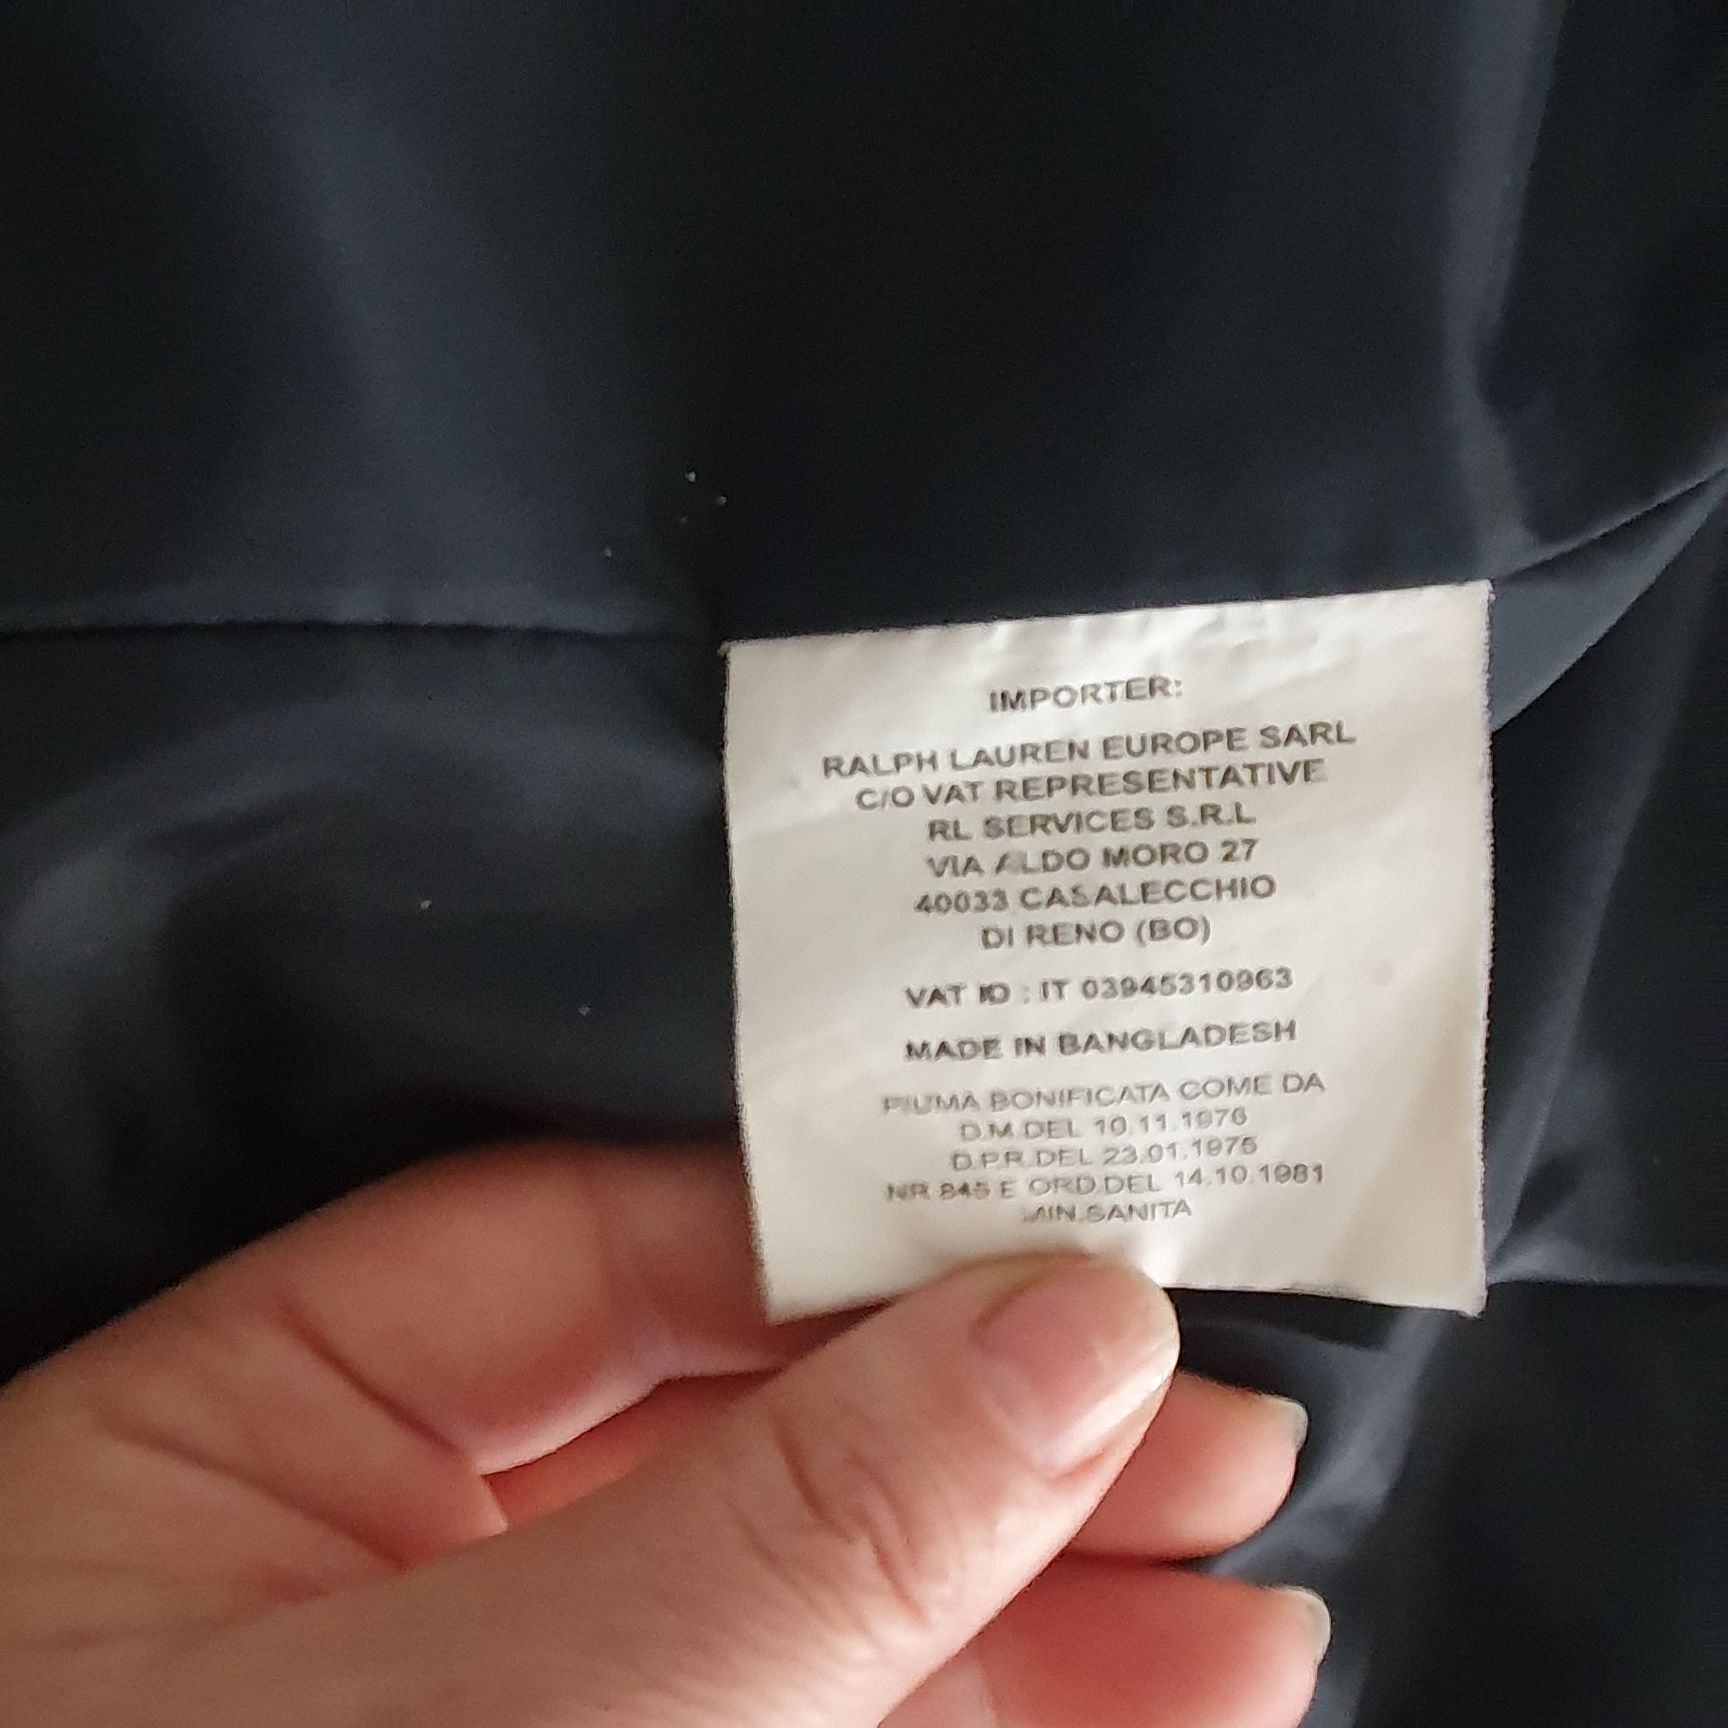 IMPORTER:
RALPH LAUREN EUROPE SARL
C/O VAT REPRESENTATIVE
RL SERVICES S.R.L
VIA ALDO MORO 27
40033 CASALECCHIO
DI RENO (BO)
VAT ID : IT 03945310963
MADE IN BANGLADESH
PIUMA BONIFICATA COME DA
D.M.DEL 10.11.1976
D.P.R.DEL 23.01.1975
NR 845 E ORD.DEL 14.10.1981
MIN.SANITA